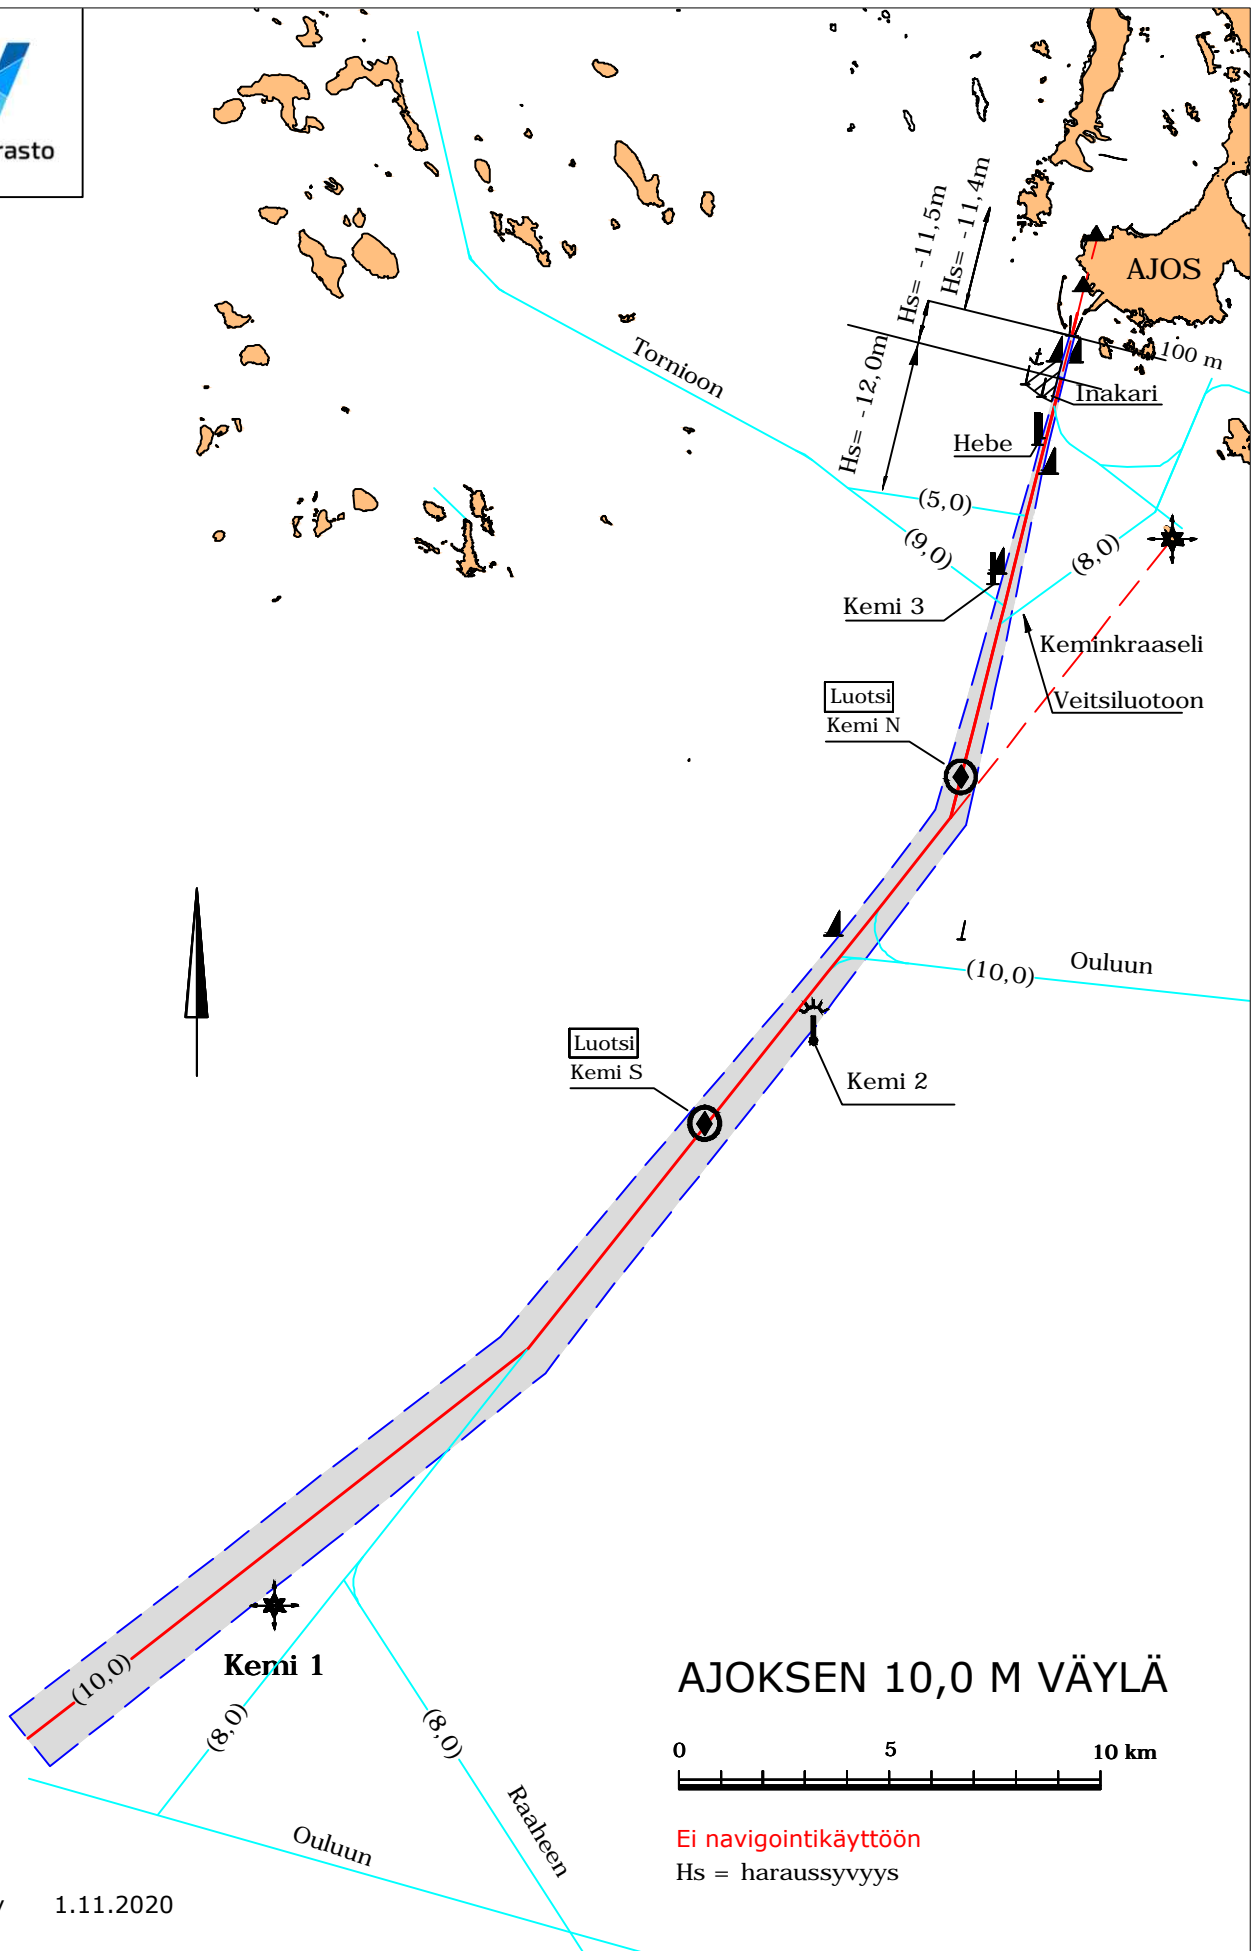 Hs= -11,5m
Hs= -11,4m
AJOS
100 m
Tornioon
Hs= -12,0m
Inakari
Hebe
(5,0)
(9,0)
(8,0)
Kemi 3
Keminkraaseli
Veitsiluotoon
Luotsi
Kemi N
Ouluun
(10,0)
Luotsi
Kemi S
Kemi 2
Kemi 1
(10,0)
(8,0)
(8,0)
Raaheen
Ouluun
AJOKSEN 10,0 M VÄYLÄ
0 5 10 km
Ei navigointikäyttöön
Hs = haraussyvyys
1.11.2020